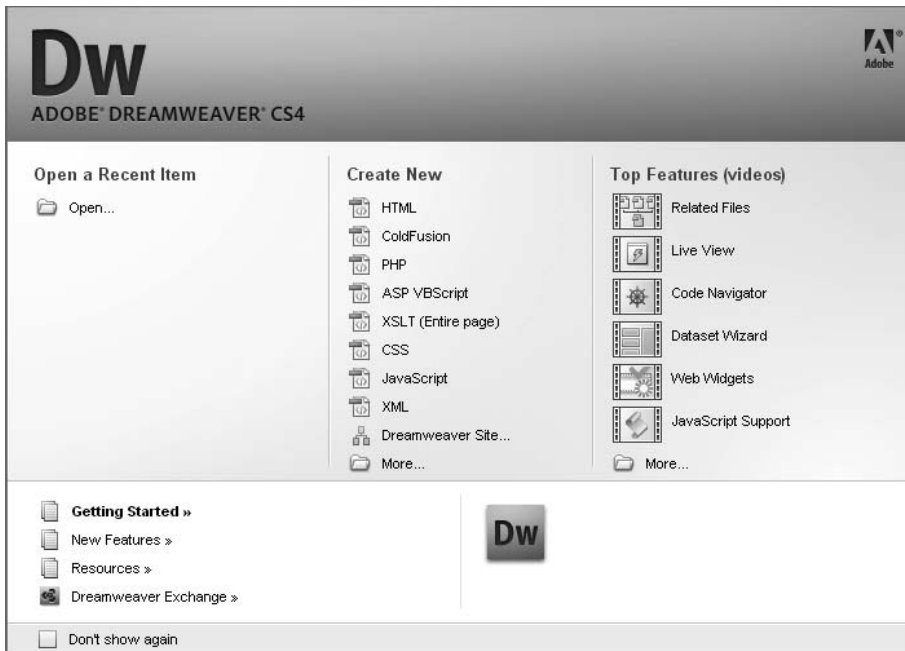 Dw
ADOBE® DREAMWEAVER® CS4
Adobe®
Open a Recent Item
Open...
Create New
HTML
ColdFusion
PHP
ASP VBScript
XSLT (Entire page)
CSS
JavaScript
XML
Dreamweaver Site...
More...
Top Features (videos)
Related Files
Live View
Code Navigator
Dataset Wizard
Web Widgets
JavaScript Support
More...
Getting Started »
New Features »
Resources »
Dreamweaver Exchange »
Dw
Don't show again